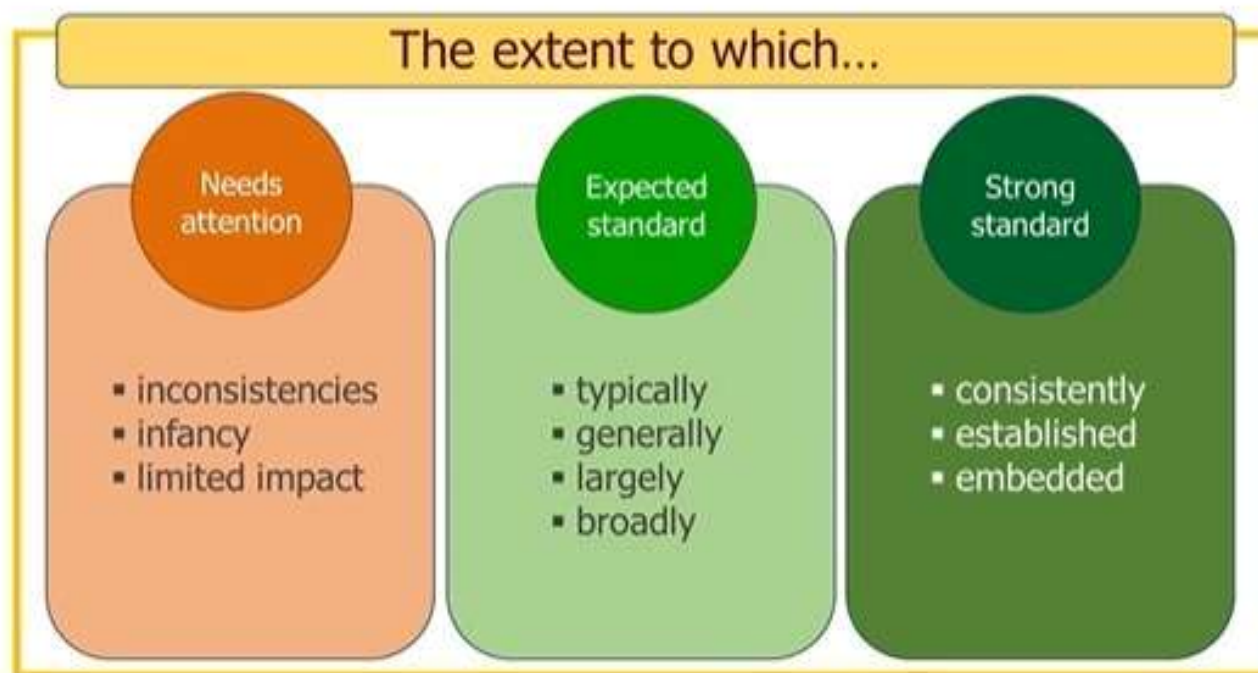 The extent to which...
Needs
attention
▪ inconsistencies
▪ infancy
▪ limited impact
Expected
standard
▪ typically
▪ generally
▪ largely
▪ broadly
Strong
standard
▪ consistently
▪ established
▪ embedded